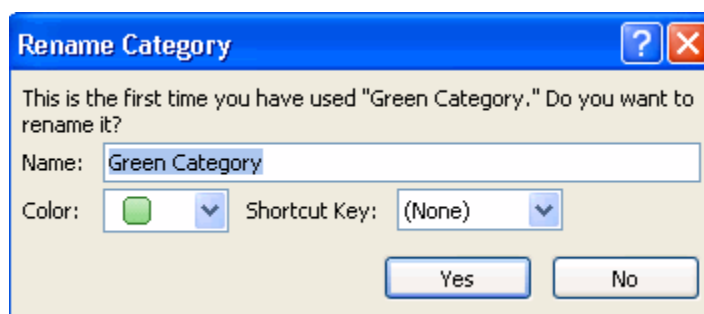 Rename Category
This is the first time you have used "Green Category." Do you want to
rename it?
Name: Green Category
Color: Shortcut Key: (None)
Yes No